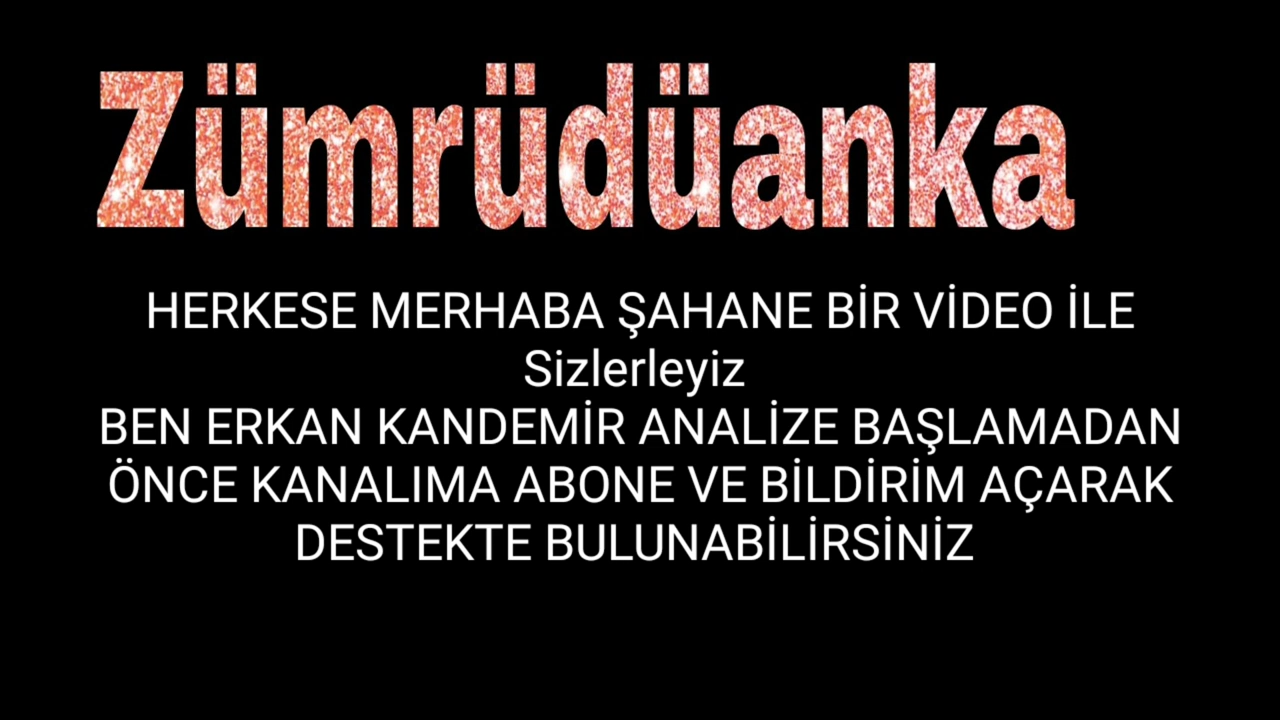 Zümrüdüanka
HERKESE MERHABA ŞAHANE BİR VİDEO İLE
Sizlerleyiz
BEN ERKAN KANDEMİR ANALİZE BAŞLAMADAN
ÖNCE KANALIMA ABONE VE BİLDİRİM AÇARAK
DESTEKTE BULUNABİLİRSİNİZ